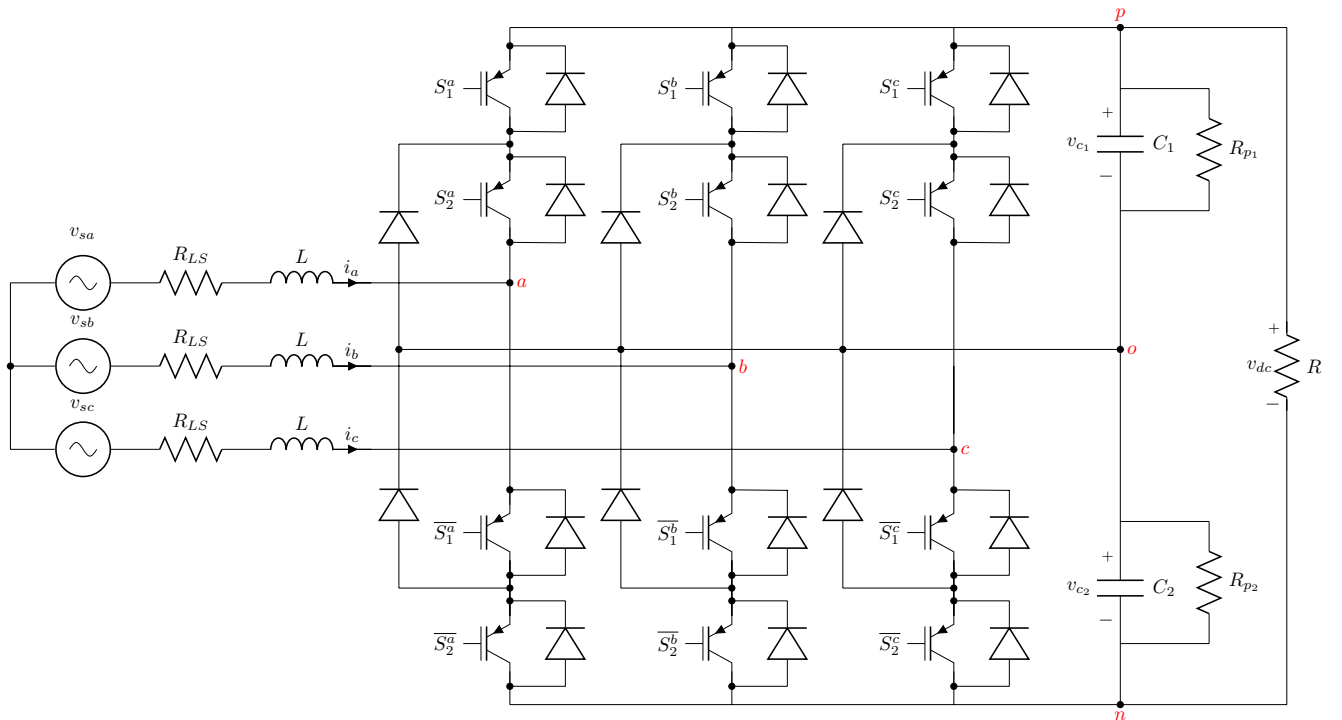 p
S_1^a
S_1^b
S_1^c
+
v_{c_1}
C_1
R_{p_1}
−
S_2^a
S_2^b
S_2^c
v_{sa}
R_{LS}
L
i_a
a
v_{sb}
R_{LS}
L
i_b
b
o
+
v_{dc}
R
−
v_{sc}
R_{LS}
L
i_c
c
\overline{S_1^a}
\overline{S_1^b}
\overline{S_1^c}
+
v_{c_2}
C_2
R_{p_2}
−
\overline{S_2^a}
\overline{S_2^b}
\overline{S_2^c}
n